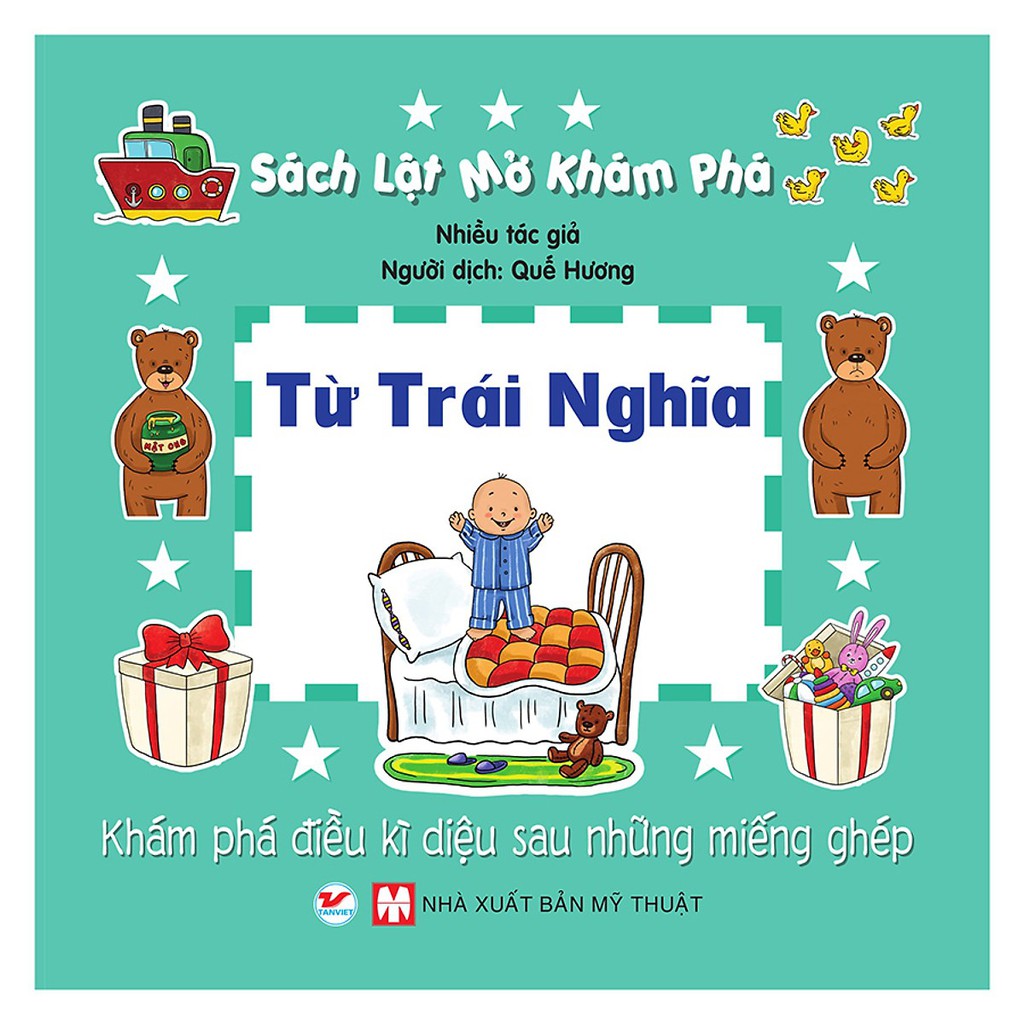 Sách Lật Mở Khám Phá
Nhiều tác giả
Người dịch: Quế Hương
Từ Trái Nghĩa
MẬT ONG
Khám phá điều kì diệu sau những miếng ghép
TANVIET
NHÀ XUẤT BẢN MỸ THUẬT